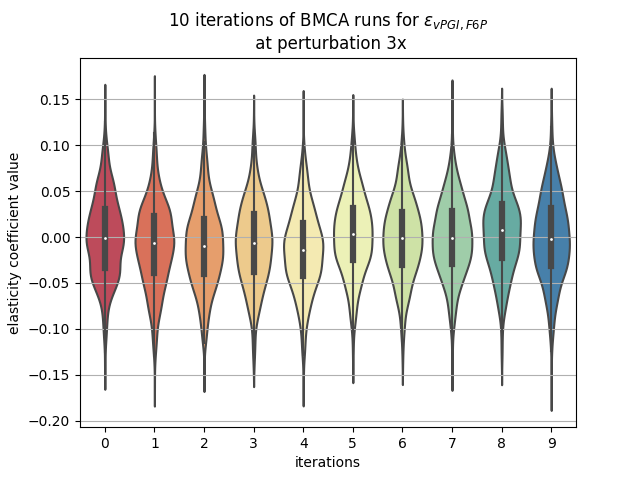 10 iterations of BMCA runs for ε_{vPGI, F6P}
at perturbation 3x
elasticity coefficient value
0.15
0.10
0.05
0.00
−0.05
−0.10
−0.15
−0.20
0 1 2 3 4 5 6 7 8 9
iterations